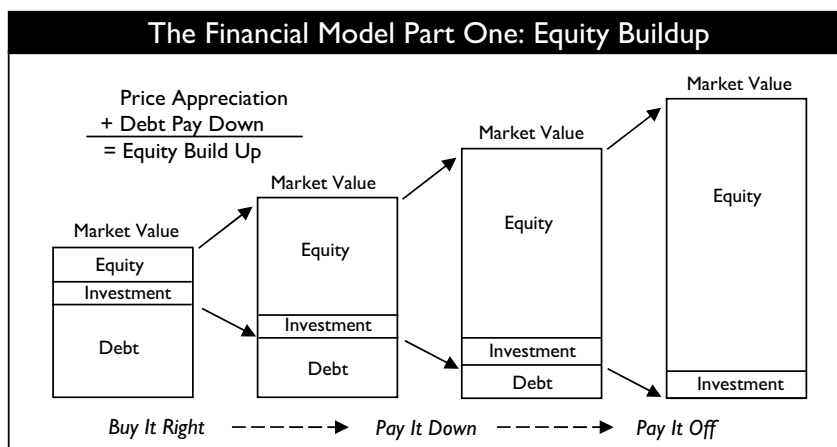 The Financial Model Part One: Equity Buildup
Price Appreciation
+ Debt Pay Down
= Equity Build Up
Market Value
Equity
Investment
Debt
Market Value
Equity
Investment
Debt
Market Value
Equity
Investment
Debt
Market Value
Equity
Investment
Buy It Right
Pay It Down
Pay It Off